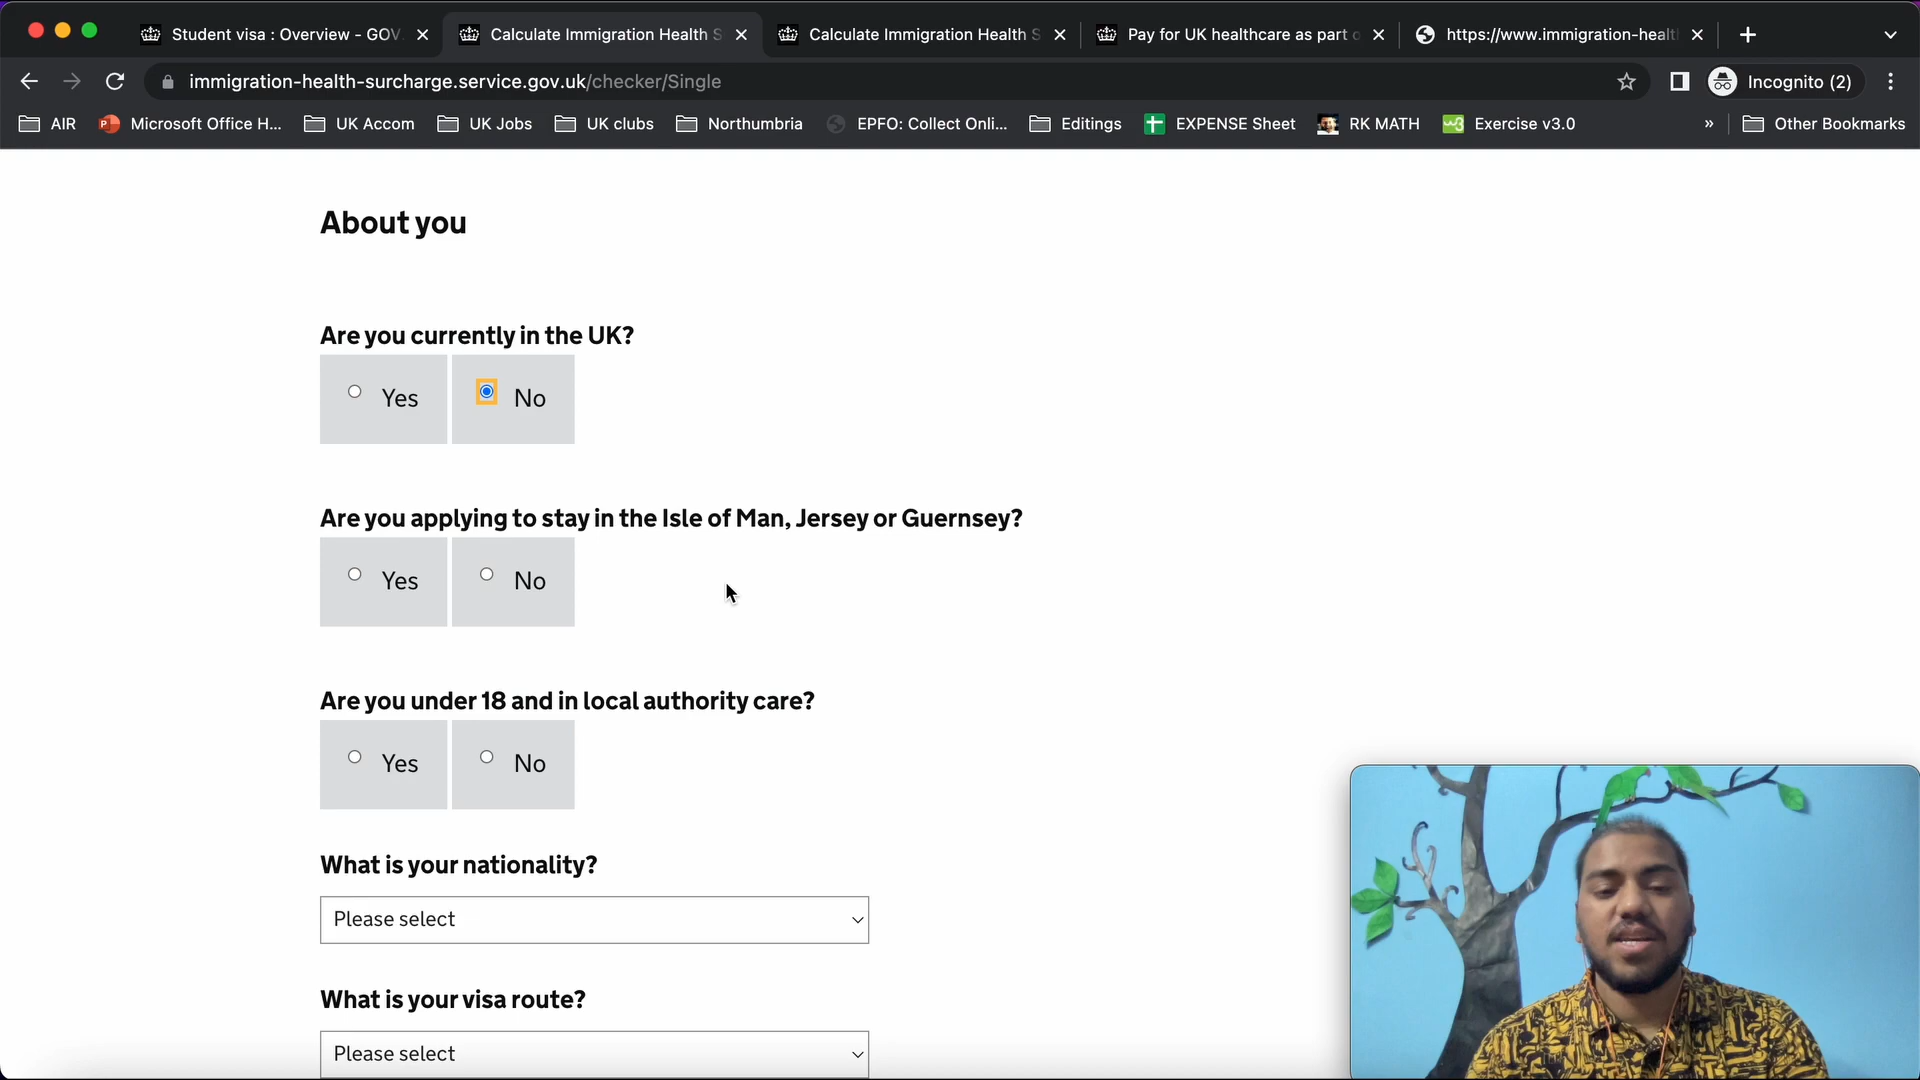 Student visa : Overview - GOV.
Calculate Immigration Health S
Calculate Immigration Health S
Pay for UK healthcare as part o
https://www.immigration-healt
immigration-health-surcharge.service.gov.uk/checker/Single
Incognito (2)
AIR
Microsoft Office H...
UK Accom
UK Jobs
UK clubs
Northumbria
EPFO: Collect Onli...
Editings
EXPENSE Sheet
RK MATH
Exercise v3.0
»
Other Bookmarks
About you
Are you currently in the UK?
Yes No
Are you applying to stay in the Isle of Man, Jersey or Guernsey?
Yes No
Are you under 18 and in local authority care?
Yes No
What is your nationality?
Please select
What is your visa route?
Please select